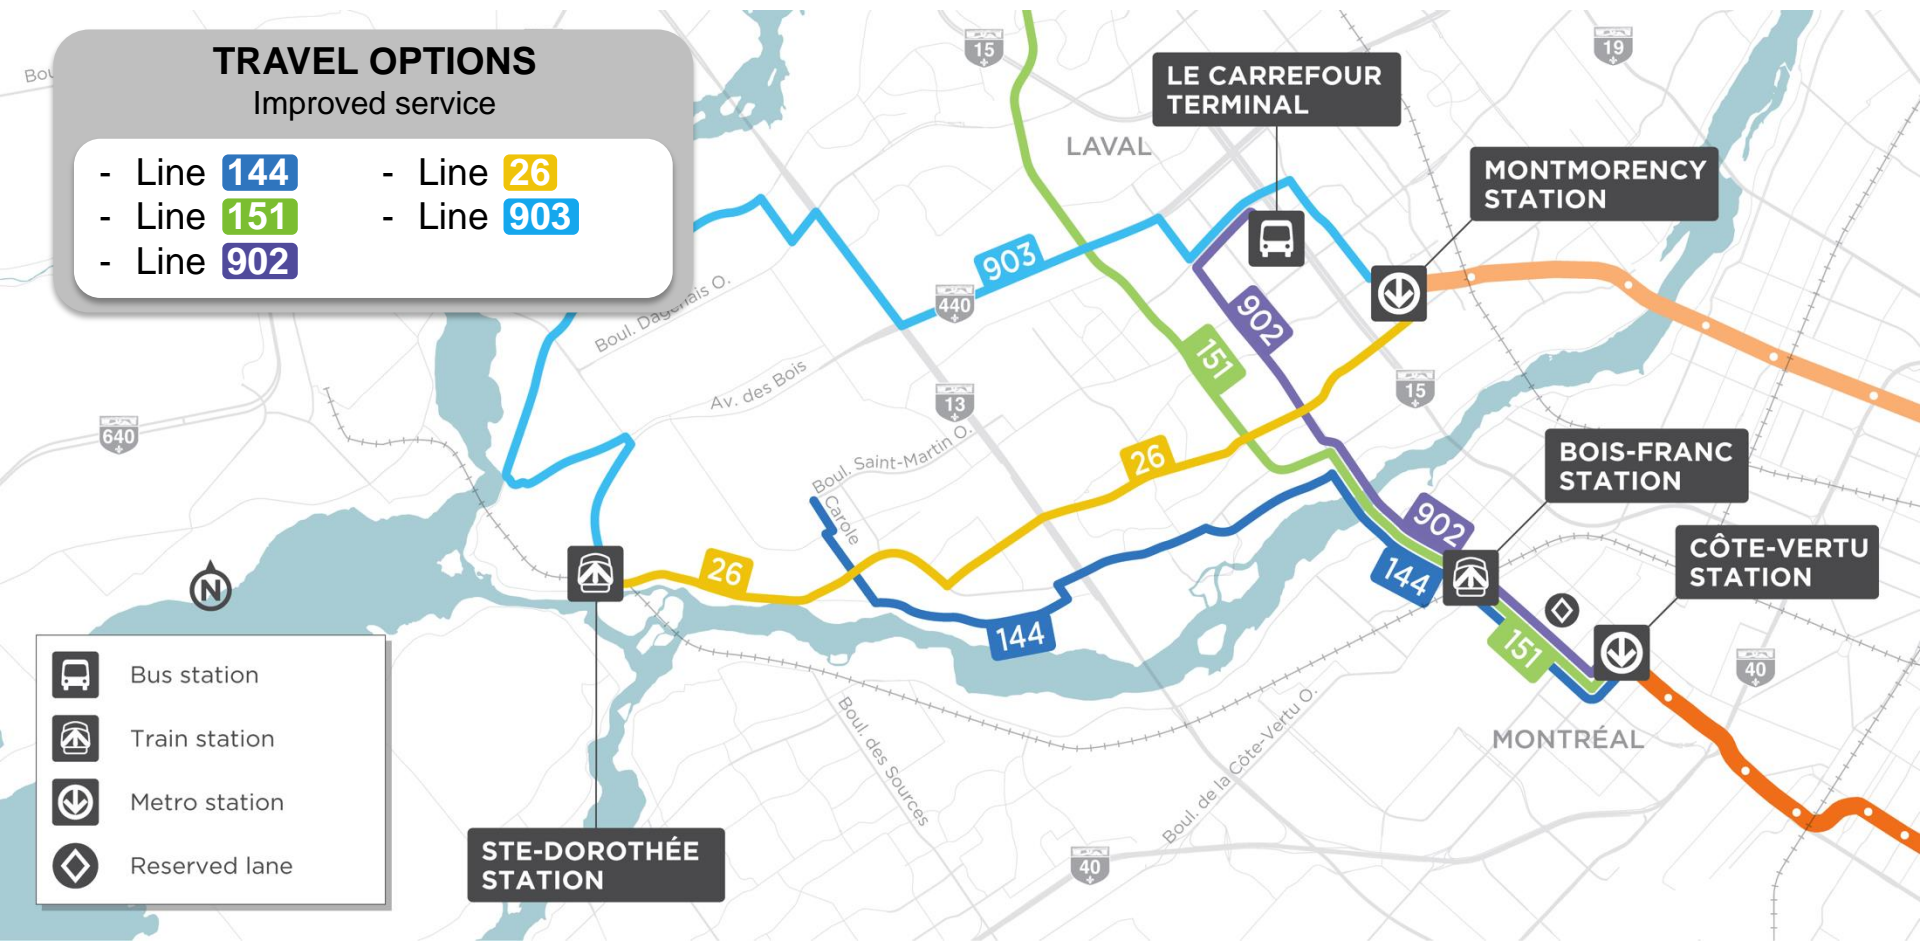 TRAVEL OPTIONS
Improved service
- Line 144
- Line 151
- Line 902
- Line 26
- Line 903
Boul. Dagenais O.
Av. des Bois
Boul. Saint-Martin O.
Carole
640
15
19
440
13
15
40
40
LAVAL
LE CARREFOUR
TERMINAL
MONTMORENCY
STATION
BOIS-FRANC
STATION
CÔTE-VERTU
STATION
STE-DOROTHÉE
STATION
MONTRÉAL
903
902
151
26
26
144
902
144
151
Boul. des Sources
Boul. de la Côte-Vertu O.
N
Bus station
Train station
Metro station
Reserved lane